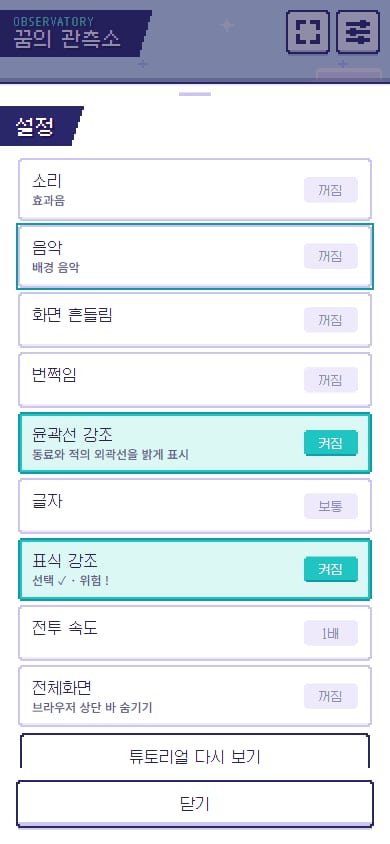 OBSERVATORY
꿈의 관측소
설정
소리
효과음
꺼짐
음악
배경 음악
꺼짐
화면 흔들림
꺼짐
번쩍임
꺼짐
윤곽선 강조
동료와 적의 외곽선을 밝게 표시
켜짐
글자
보통
표식 강조
선택 ✓ · 위험 !
켜짐
전투 속도
1배
전체화면
브라우저 상단 바 숨기기
꺼짐
튜토리얼 다시 보기
닫기